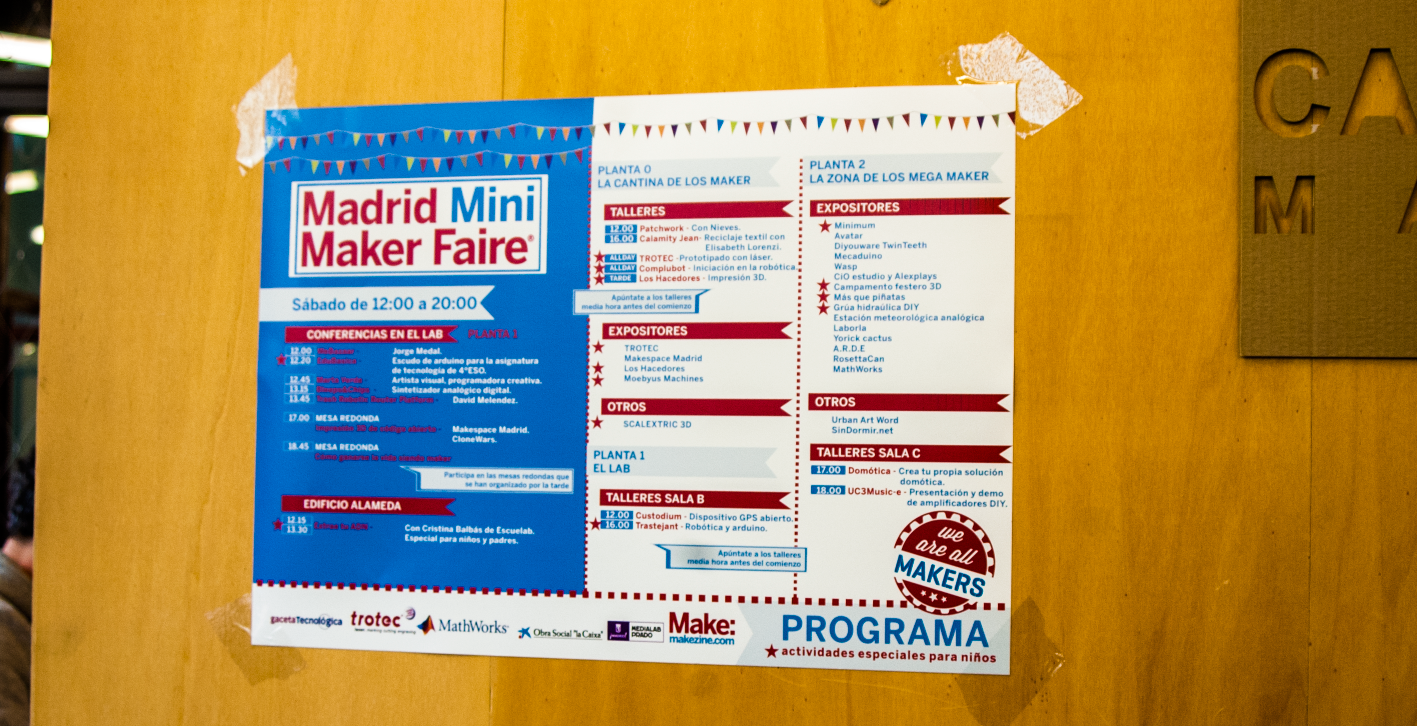 Madrid Mini
Maker Faire®
Sábado de 12:00 a 20:00
CONFERENCIAS EN EL LAB PLANTA 1
12.00 Jorge Medal.
12.20 Escudo de arduino para la asignatura
de tecnología de 4ºESO.
12.45 Artista visual, programadora creativa.
13.15 Sintetizador analógico digital.
13.45 David Melendez.
17.00 MESA REDONDA
Makespace Madrid.
CloneWars.
18.45 MESA REDONDA
Participa en las mesas redondas que
se han organizado por la tarde
EDIFICIO ALAMEDA
12.15
13.30
Con Cristina Balbás de Escuelab.
Especial para niños y padres.
PLANTA 0
LA CANTINA DE LOS MAKER
TALLERES
12.00 Patchwork - Con Nieves.
16.00 Calamity Jean- Reciclaje textil con
Elisabeth Lorenzi.
ALLDAY TROTEC -Prototipado con láser.
ALLDAY Complubot - Iniciación en la robótica.
TARDE Los Hacedores - Impresión 3D.
Apúntate a los talleres
media hora antes del comienzo
EXPOSITORES
TROTEC
Makespace Madrid
Los Hacedores
Moebyus Machines
OTROS
SCALEXTRIC 3D
PLANTA 1
EL LAB
TALLERES SALA B
12.00 Custodium - Dispositivo GPS abierto.
16.00 Trastejant - Robótica y arduino.
Apúntate a los talleres
media hora antes del comienzo
PLANTA 2
LA ZONA DE LOS MEGA MAKER
EXPOSITORES
Minimum
Avatar
Diyouware TwinTeeth
Mecaduino
Wasp
CiO estudio y Alexplays
Campamento festero 3D
Más que piñatas
Grúa hidraúlica DIY
Estación meteorológica analógica
Laborla
Yorick cactus
A.R.D.E
RosettaCan
MathWorks
OTROS
Urban Art Word
SinDormir.net
TALLERES SALA C
17.00 Domótica - Crea tu propia solución
domótica.
18.00 UC3Music-e - Presentación y demo
de amplificadores DIY.
we
are all
MAKERS
gacetaTecnológica
trotec
MathWorks
Obra Social "la Caixa"
MEDIALAB
PRADO
Make:
makezine.com
PROGRAMA
actividades especiales para niños
CA
MA